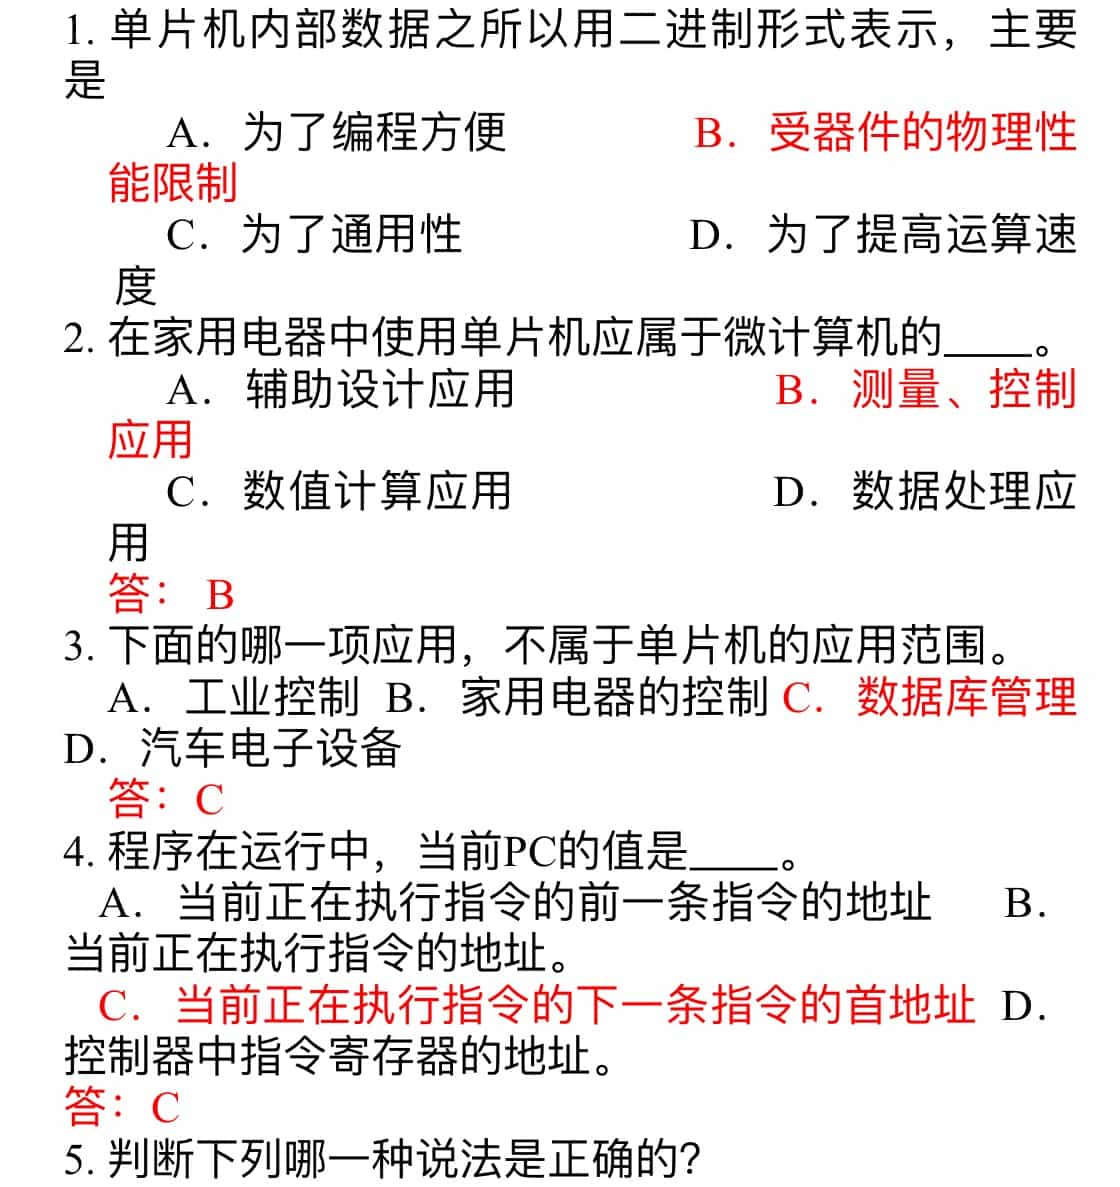 1. 单片机内部数据之所以用二进制形式表示，主要
是
A．为了编程方便 B．受器件的物理性
能限制
C．为了通用性 D．为了提高运算速
度
2. 在家用电器中使用单片机应属于微计算机的____。
A．辅助设计应用 B．测量、控制
应用
C．数值计算应用 D．数据处理应
用
答： B
3. 下面的哪一项应用，不属于单片机的应用范围。
A．工业控制 B．家用电器的控制 C．数据库管理
D．汽车电子设备
答：C
4. 程序在运行中，当前PC的值是____。
A．当前正在执行指令的前一条指令的地址 B．
当前正在执行指令的地址。
C．当前正在执行指令的下一条指令的首地址 D．
控制器中指令寄存器的地址。
答：C
5. 判断下列哪一种说法是正确的?